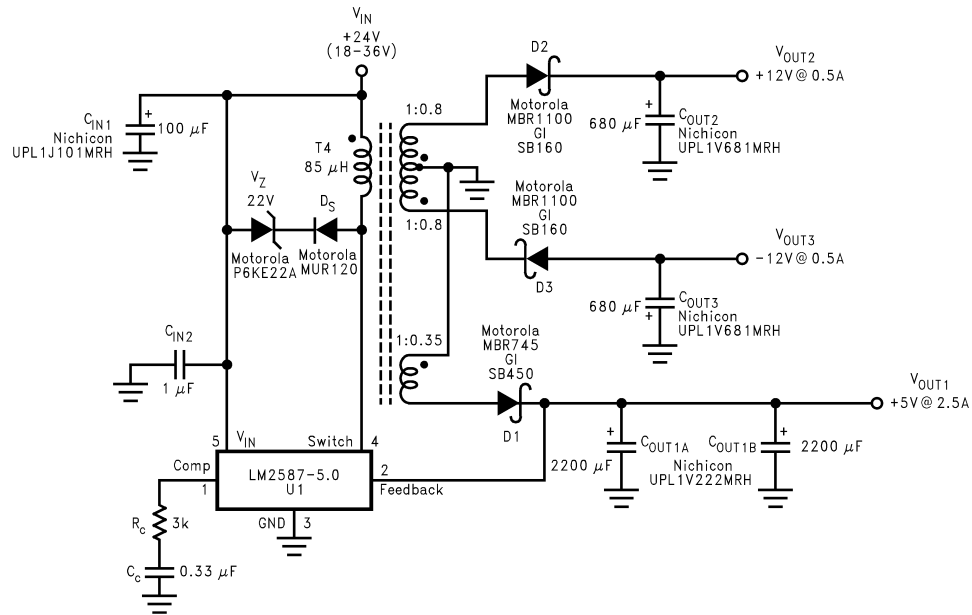 V_IN
+24V
(18-36V)
C_IN1
Nichicon
UPL1J101MRH
+
100 μF
T4
85 μH
1:0.8
1:0.8
D2
Motorola
MBR1100
GI
SB160
V_OUT2
+12V@0.5A
+
680 μF
C_OUT2
Nichicon
UPL1V681MRH
V_Z
22V
Motorola
P6KE22A
D_S
Motorola
MUR120
Motorola
MBR1100
GI
SB160
D3
V_OUT3
-12V@0.5A
680 μF
+
C_OUT3
Nichicon
UPL1V681MRH
C_IN2
1 μF
1:0.35
Motorola
MBR745
GI
SB450
D1
V_OUT1
+5V@2.5A
+
2200 μF
C_OUT1A
C_OUT1B
+
2200 μF
Nichicon
UPL1V222MRH
5
V_IN
Switch
4
Comp
1
LM2587-5.0
U1
2
Feedback
GND
3
R_c
3k
C_c
0.33 μF